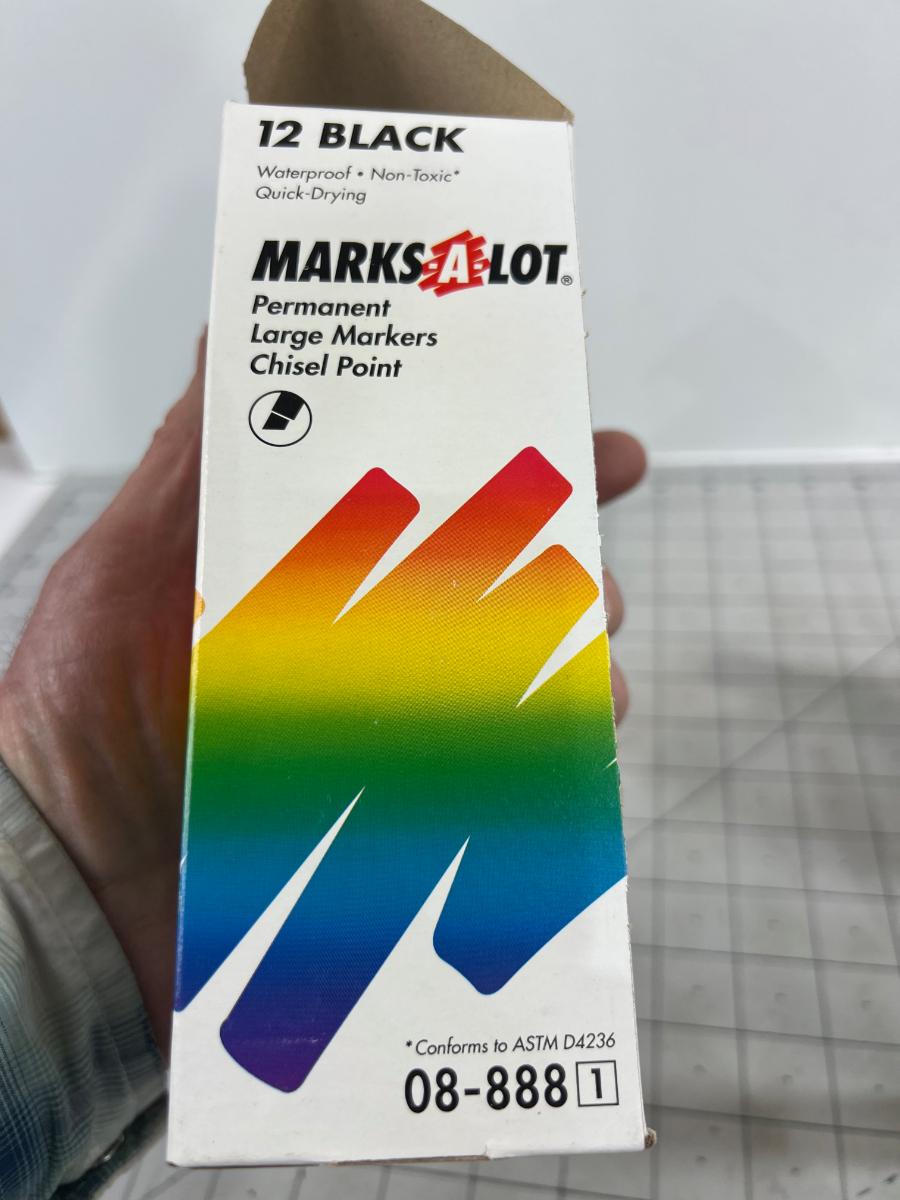 12 BLACK
Waterproof • Non-Toxic*
Quick-Drying
MARKS-A-LOT®
Permanent
Large Markers
Chisel Point
*Conforms to ASTM D4236
08-888 1